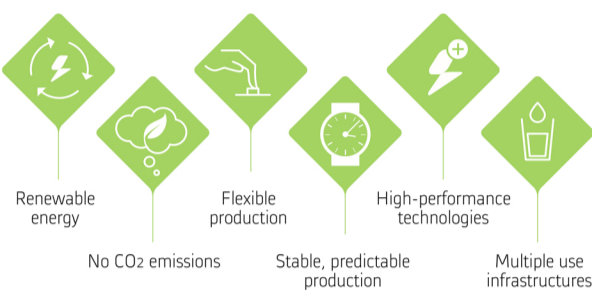 Renewable
energy
No CO2 emissions
Flexible
production
Stable, predictable
production
High-performance
technologies
Multiple use
infrastructures